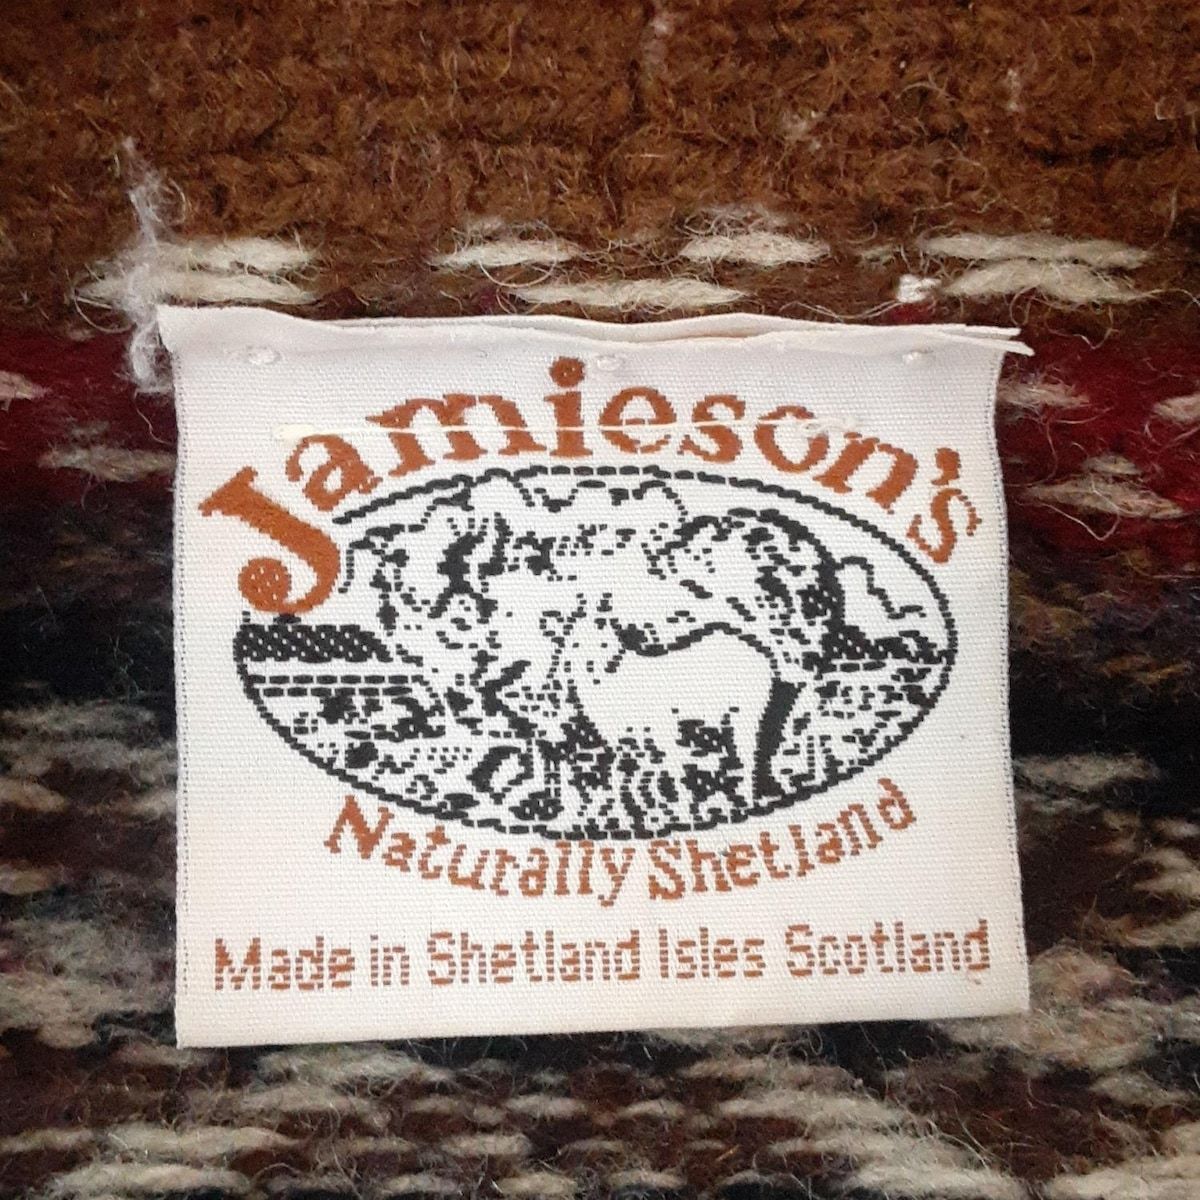 Jamieson's
Naturally Shetland
Made in Shetland Isles Scotland